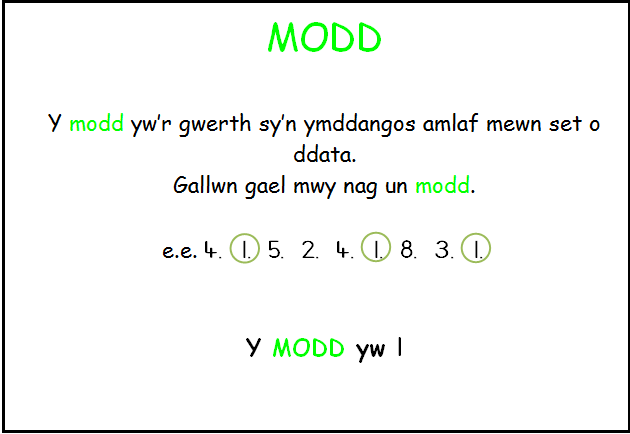 MODD
Y modd yw'r gwerth sy'n ymddangos amlaf mewn set o
ddata.
Gallwn gael mwy nag un modd.
e.e. 4. 1. 5. 2. 4. 1. 8. 3. 1.
Y MODD yw 1